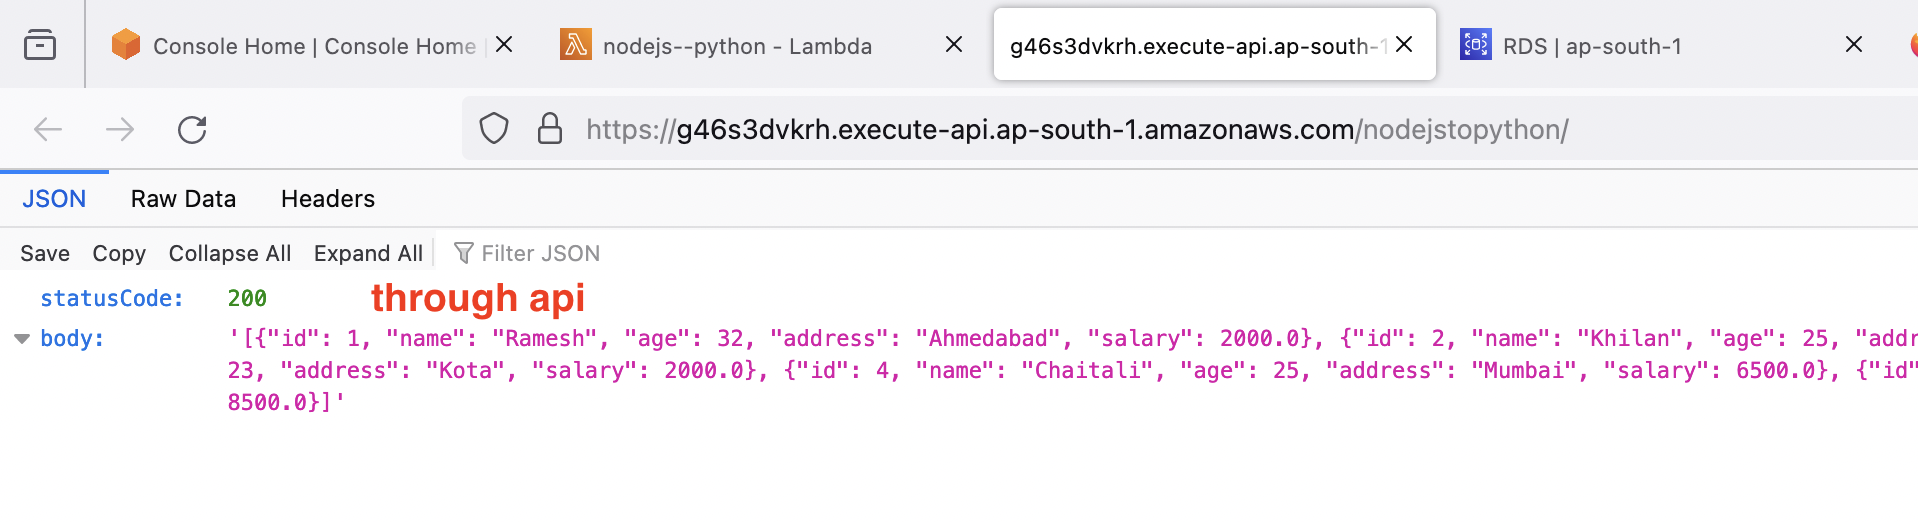 Console Home | Console Home
nodejs--python - Lambda
g46s3dvkrh.execute-api.ap-south-1
RDS | ap-south-1
https://g46s3dvkrh.execute-api.ap-south-1.amazonaws.com/nodejstopython/
JSON Raw Data Headers
Save Copy Collapse All Expand All Filter JSON
statusCode: 200 through api
body: '[{"id": 1, "name": "Ramesh", "age": 32, "address": "Ahmedabad", "salary": 2000.0}, {"id": 2, "name": "Khilan", "age": 25, "addr
23, "address": "Kota", "salary": 2000.0}, {"id": 4, "name": "Chaitali", "age": 25, "address": "Mumbai", "salary": 6500.0}, {"id"
8500.0}]'